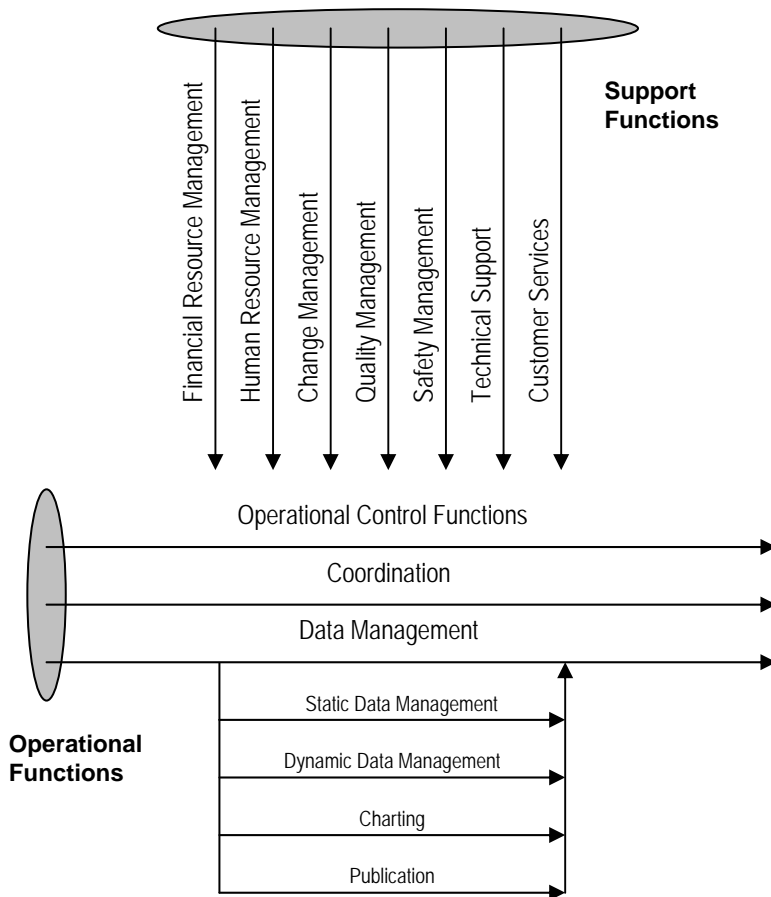 Support
Functions
Financial Resource Management
Human Resource Management
Change Management
Quality Management
Safety Management
Technical Support
Customer Services
Operational Control Functions
Coordination
Data Management
Static Data Management
Operational
Functions
Dynamic Data Management
Charting
Publication